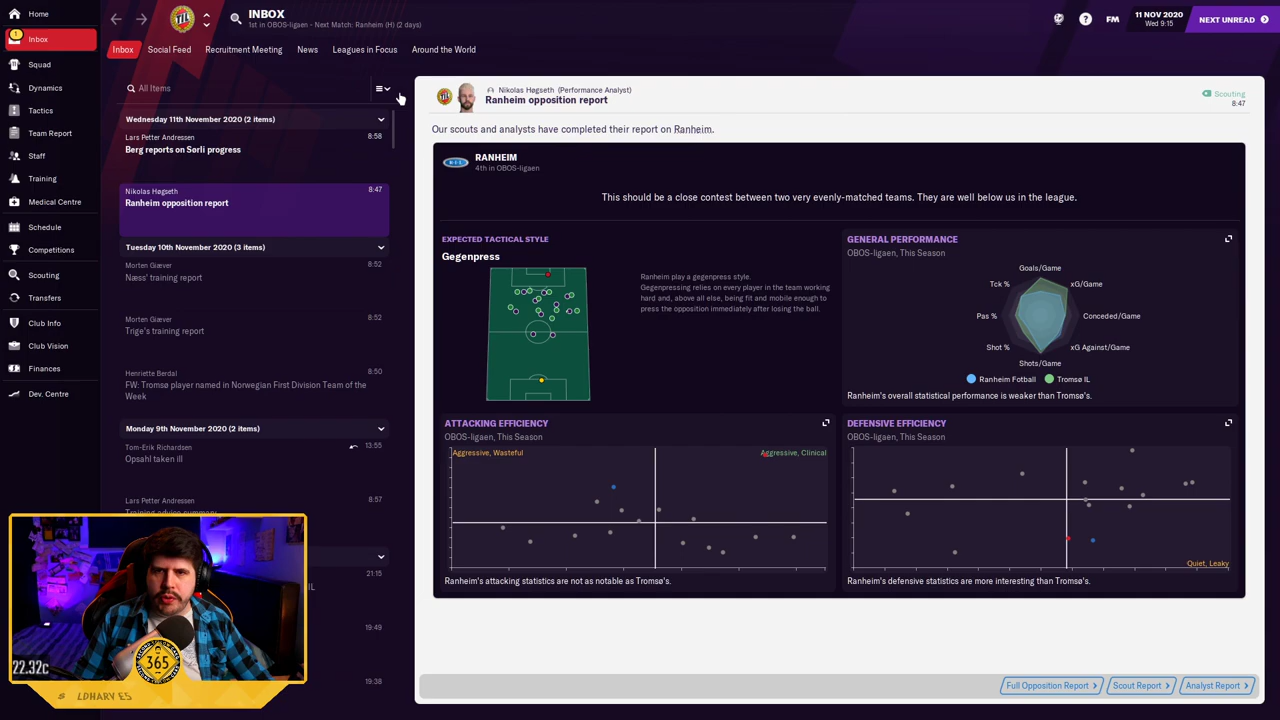 Home
INBOX
1st in OBOS-ligaen - Next Match: Ranheim (H) (2 days)
FM
11 NOV 2020
Wed 9:15
NEXT UNREAD
1
Inbox
Inbox
Social Feed
Recruitment Meeting
News
Leagues in Focus
Around the World
Squad
Dynamics
Tactics
Team Report
Staff
Training
Medical Centre
Schedule
Competitions
Scouting
Transfers
Club Info
Club Vision
Finances
Dev. Centre
All Items
Wednesday 11th November 2020 (2 items)
Lars Petter Andressen
8:58
Berg reports on Sørli progress
Nikolas Høgseth
8:47
Ranheim opposition report
Tuesday 10th November 2020 (3 items)
Morten Giæver
8:52
Næss' training report
Morten Giæver
8:52
Trige's training report
Henriette Berdal
8:50
FW: Tromsø player named in Norwegian First Division Team of the
Week
Monday 9th November 2020 (2 items)
Tom-Erik Richardsen
13:55
Opsahl taken ill
Lars Petter Andressen
8:57
Training advice summary
21:15
IL
19:49
19:38
Nikolas Høgseth (Performance Analyst)
Ranheim opposition report
Scouting
8:47
Our scouts and analysts have completed their report on Ranheim.
RANHEIM
4th in OBOS-ligaen
This should be a close contest between two very evenly-matched teams. They are well below us in the league.
EXPECTED TACTICAL STYLE
Gegenpress
Ranheim play a gegenpress style.
Gegenpressing relies on every player in the team working
hard and, above all else, being fit and mobile enough to
press the opposition immediately after losing the ball.
GENERAL PERFORMANCE
OBOS-ligaen, This Season
Goals/Game
Tck %
xG/Game
Pas %
Conceded/Game
Shot %
xG Against/Game
Shots/Game
Ranheim Fotball
Tromsø IL
Ranheim's overall statistical performance is weaker than Tromsø's.
ATTACKING EFFICIENCY
OBOS-ligaen, This Season
Aggressive, Wasteful
Aggressive, Clinical
Ranheim's attacking statistics are not as notable as Tromsø's.
DEFENSIVE EFFICIENCY
OBOS-ligaen, This Season
Quiet, Leaky
Ranheim's defensive statistics are more interesting than Tromsø's.
Full Opposition Report
Scout Report
Analyst Report
365
22.32c